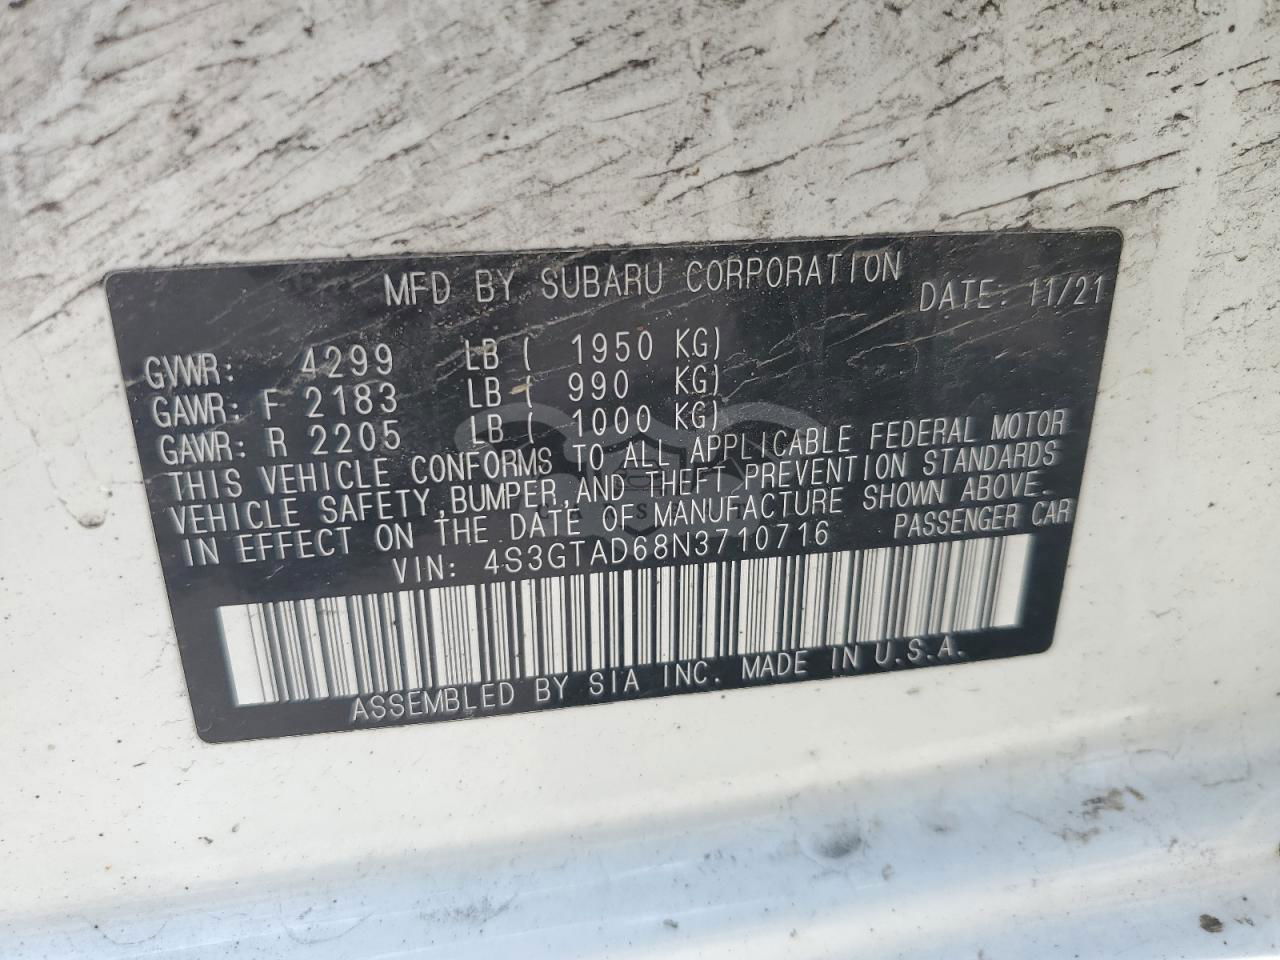 MFD BY SUBARU CORPORATION
DATE: 11/21
GVWR: 4299 LB ( 1950 KG)
GAWR: F 2183 LB ( 990 KG)
GAWR: R 2205 LB ( 1000 KG)
THIS VEHICLE CONFORMS TO ALL APPLICABLE FEDERAL MOTOR
VEHICLE SAFETY, BUMPER, AND THEFT PREVENTION STANDARDS
IN EFFECT ON THE DATE OF MANUFACTURE SHOWN ABOVE.
VIN: 4S3GTAD68N3710716 PASSENGER CAR
ASSEMBLED BY SIA INC. MADE IN U.S.A.